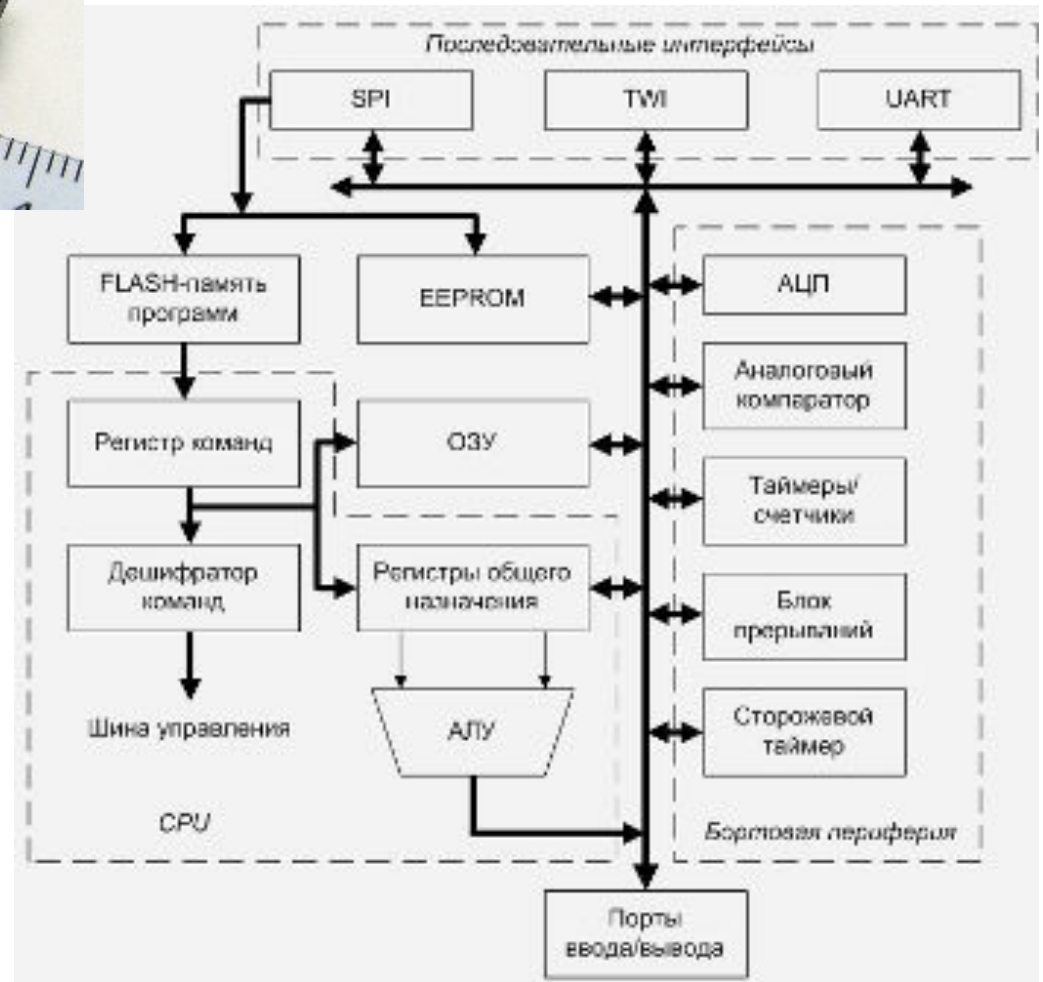 Последовательные интерфейсы
SPI
TWI
UART
FLASH-память
программ
EEPROM
АЦП
Аналоговый
компаратор
Регистр команд
ОЗУ
Таймеры/
счетчики
Дешифратор
команд
Регистры общего
назначения
Блок
прерываний
Шина управления
АЛУ
Сторожевой
таймер
CPU
Бортовая периферия
Порты
ввода/вывода